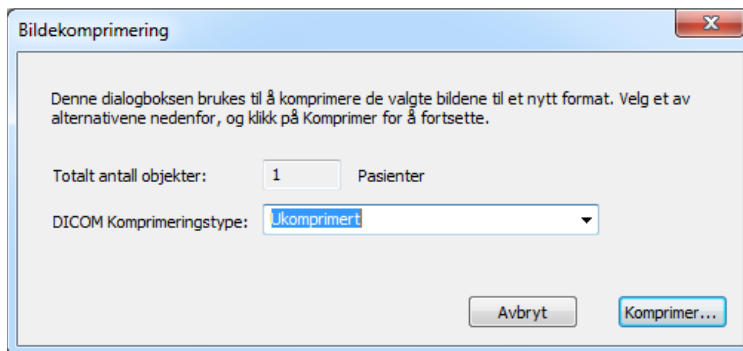 Bildekomprimering
Denne dialogboksen brukes til å komprimere de valgte bildene til et nytt format. Velg et av
alternativene nedenfor, og klikk på Komprimer for å fortsette.
Totalt antall objekter: 1 Pasienter
DICOM Komprimeringstype: Ukomprimert
Avbryt Komprimer...